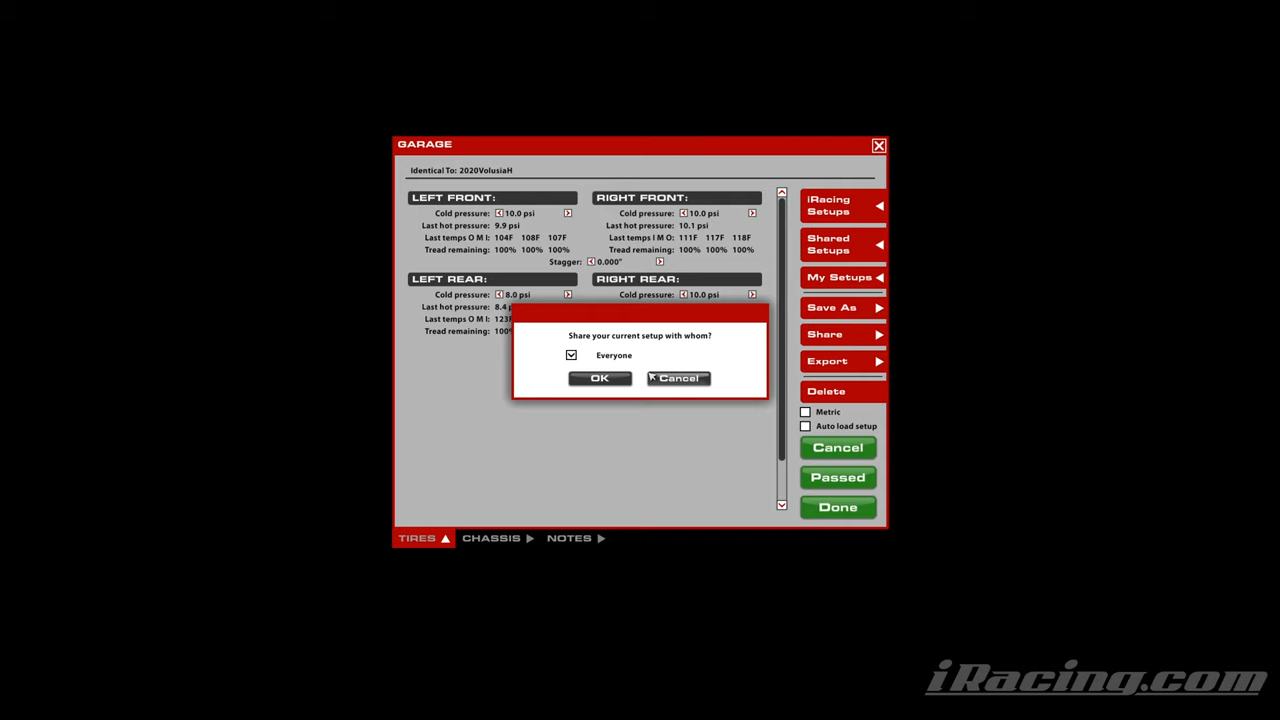 GARAGE
Identical To: 2020VolusiaH
LEFT FRONT:
Cold pressure: 10.0 psi
Last hot pressure: 9.9 psi
Last temps O M I: 104F 108F 107F
Tread remaining: 100% 100% 100%
RIGHT FRONT:
Cold pressure: 10.0 psi
Last hot pressure: 10.1 psi
Last temps I M O: 111F 117F 118F
Tread remaining: 100% 100% 100%
Stagger: 0.000"
LEFT REAR:
Cold pressure: 8.0 psi
Last hot pressure: 8.4
Last temps O M I: 123F
Tread remaining: 100
RIGHT REAR:
Cold pressure: 10.0 psi
Share your current setup with whom?
Everyone
OK
Cancel
iRacing
Setups
Shared
Setups
My Setups
Save As
Share
Export
Delete
Metric
Auto load setup
Cancel
Passed
Done
TIRES
CHASSIS
NOTES
iRacing.com